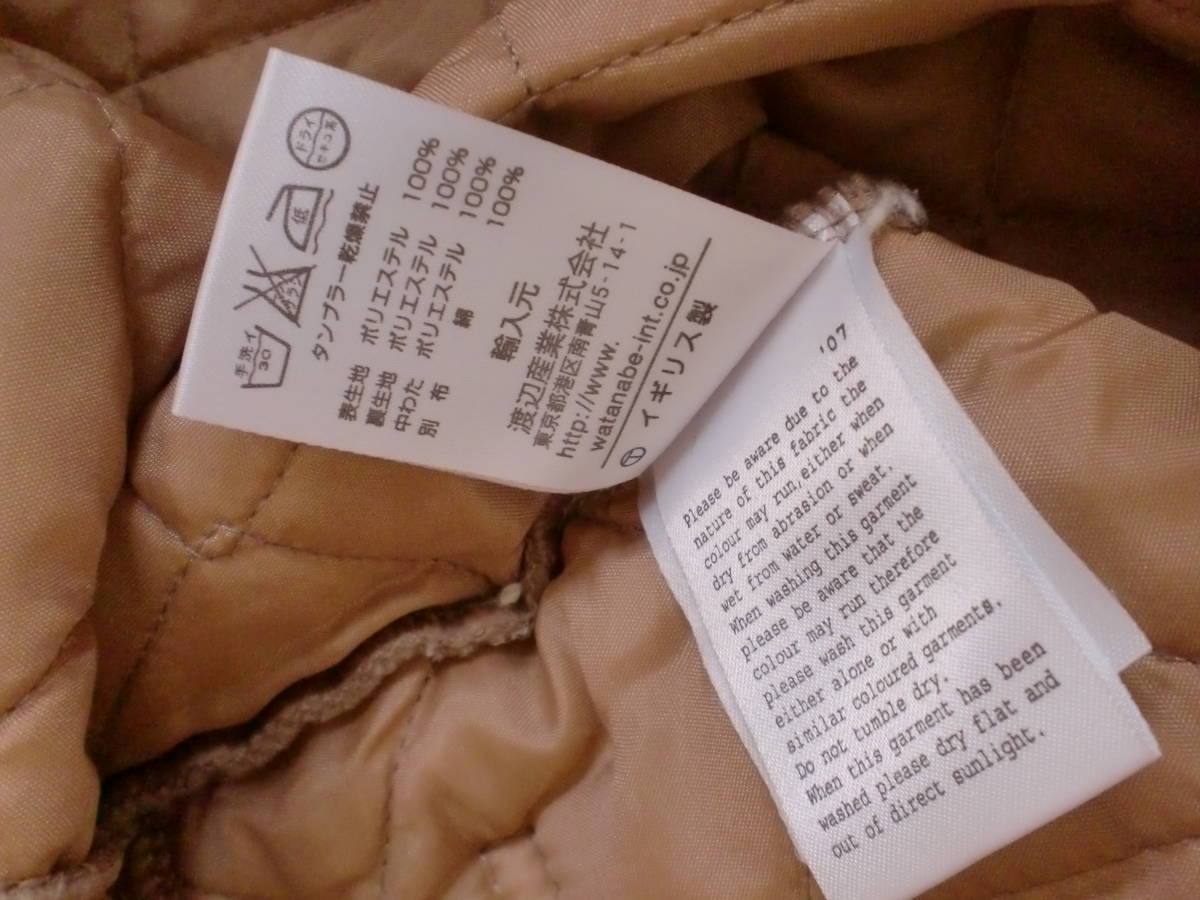 ドライ
セキユ系
低
エンソ
サラシ
手洗イ
30
タンブラー乾燥禁止
表生地 ポリエステル 100%
裏生地 ポリエステル 100%
中わた ポリエステル 100%
別 布 綿 100%
輸入元
渡辺産業株式会社
東京都港区南青山5-14-1
http://www.
watanabe-int.co.jp
イギリス製
'07
Please be aware due to the
nature of this fabric the
colour may run,either when
dry from abrasion or when
wet from water or sweat.
When washing this garment
please be aware that the
colour may run therefore
please wash this garment
either alone or with
similar coloured garments.
Do not tumble dry.
When this garment has been
washed please dry flat and
out of direct sunlight.